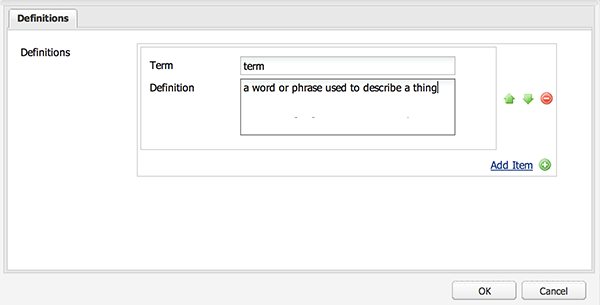 Definitions
Definitions
Term
term
Definition
a word or phrase used to describe a thing
Add Item
OK
Cancel